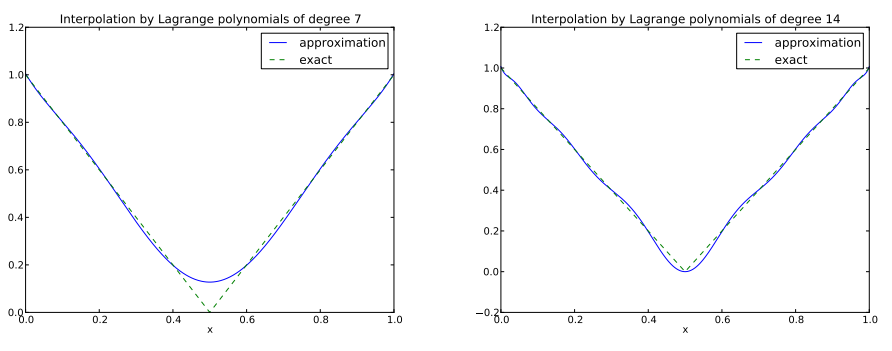 Interpolation by Lagrange polynomials of degree 7
1.2
1.0
0.8
0.6
0.4
0.2
0.0
0.0 0.2 0.4 0.6 0.8 1.0
x
approximation
exact
Interpolation by Lagrange polynomials of degree 14
1.2
1.0
0.8
0.6
0.4
0.2
0.0
−0.2
0.0 0.2 0.4 0.6 0.8 1.0
x
approximation
exact